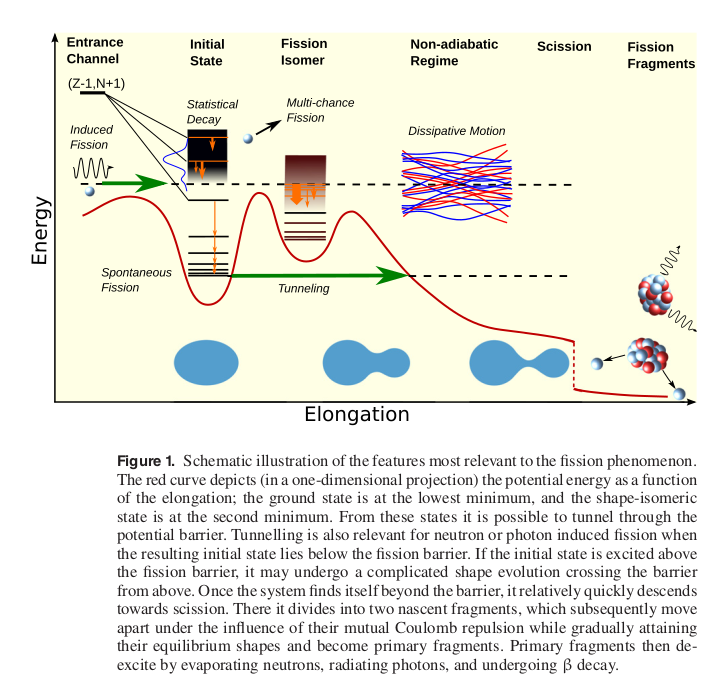 Entrance
Channel
Initial
State
Fission
Isomer
Non-adiabatic
Regime
Scission
Fission
Fragments
(Z-1,N+1)
Statistical
Decay
Multi-chance
Fission
Induced
Fission
Dissipative Motion
Energy
Spontaneous
Fission
Tunneling
Elongation
Figure 1. Schematic illustration of the features most relevant to the fission phenomenon.
The red curve depicts (in a one-dimensional projection) the potential energy as a function
of the elongation; the ground state is at the lowest minimum, and the shape-isomeric
state is at the second minimum. From these states it is possible to tunnel through the
potential barrier. Tunnelling is also relevant for neutron or photon induced fission when
the resulting initial state lies below the fission barrier. If the initial state is excited above
the fission barrier, it may undergo a complicated shape evolution crossing the barrier
from above. Once the system finds itself beyond the barrier, it relatively quickly descends
towards scission. There it divides into two nascent fragments, which subsequently move
apart under the influence of their mutual Coulomb repulsion while gradually attaining
their equilibrium shapes and become primary fragments. Primary fragments then de-
excite by evaporating neutrons, radiating photons, and undergoing β decay.